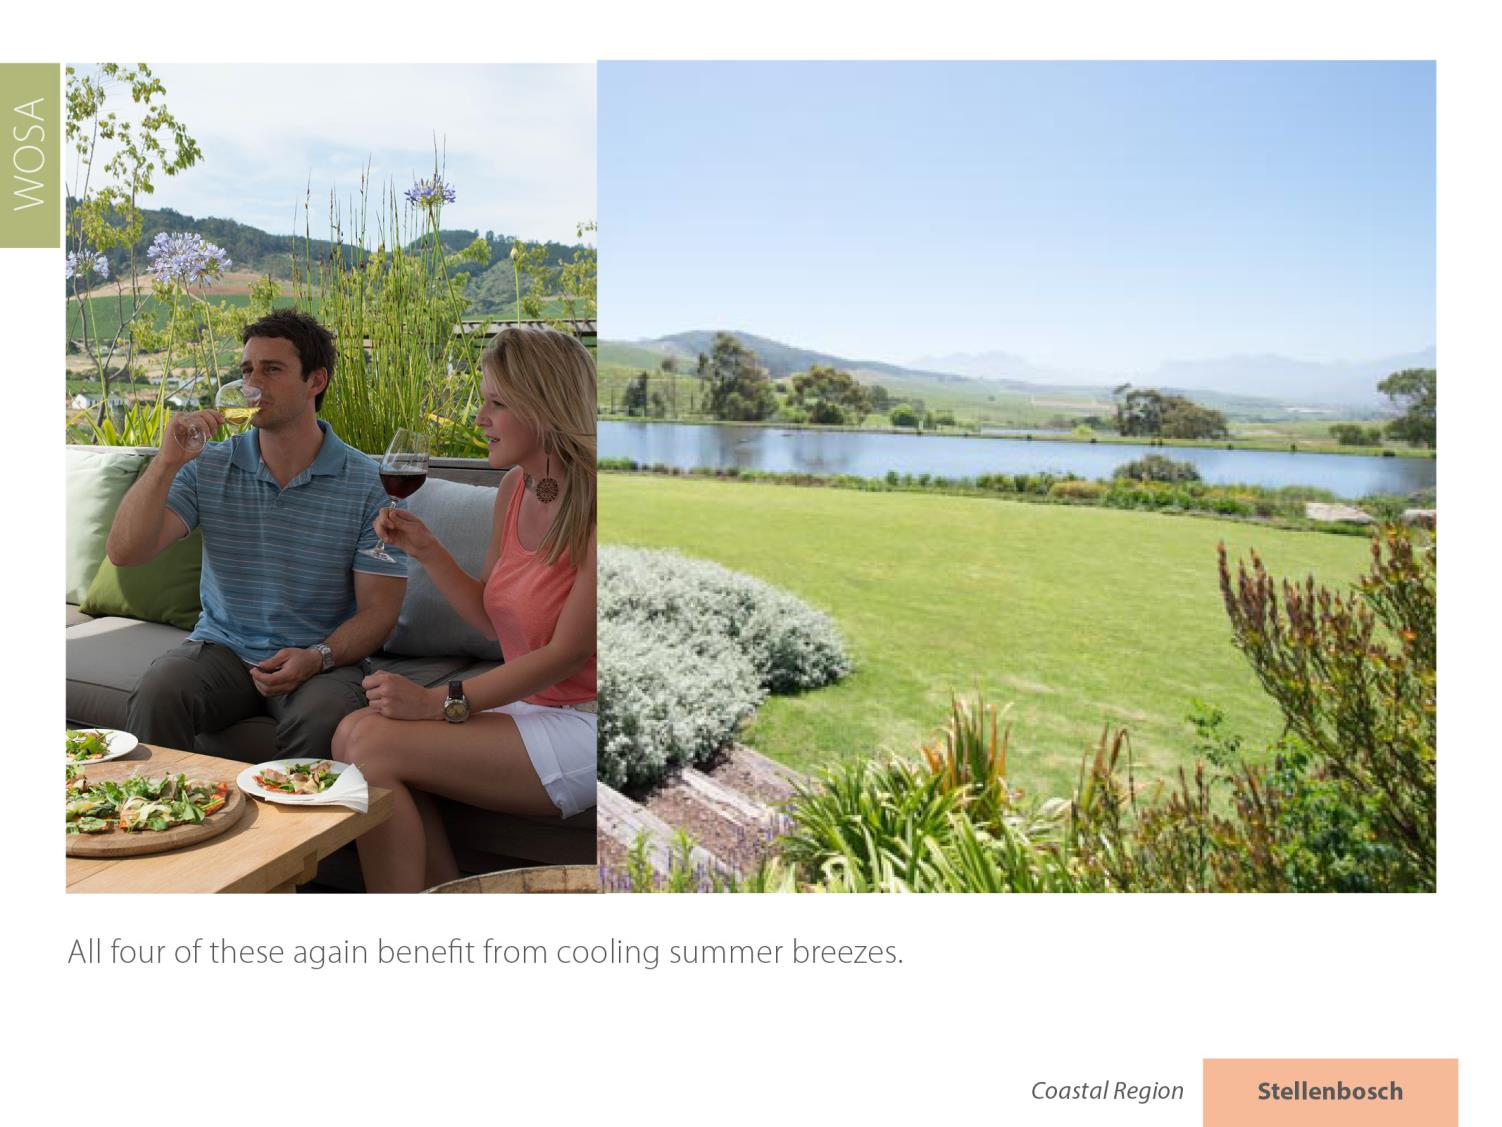 WOSA
All four of these again benefit from cooling summer breezes.
Coastal Region
Stellenbosch